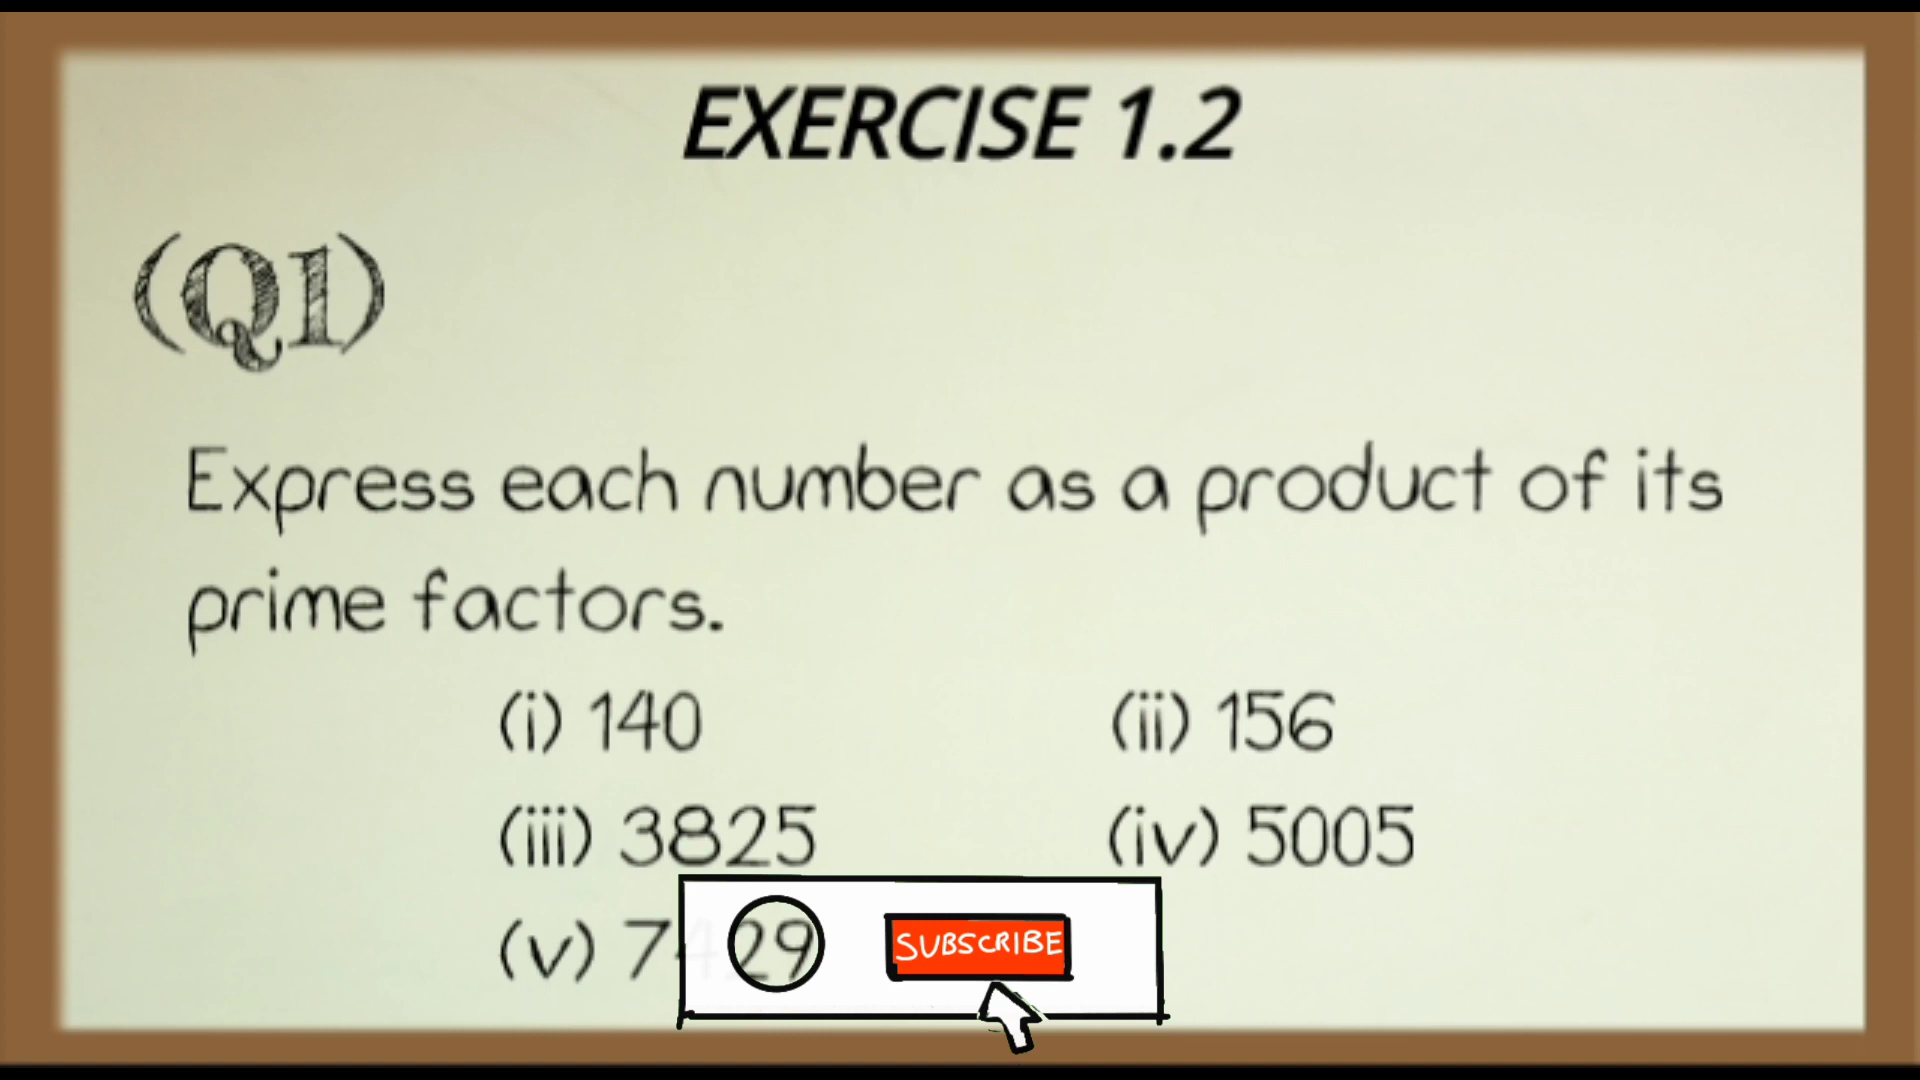 EXERCISE 1.2
(Q1)
Express each number as a product of its
prime factors.
(i) 140 (ii) 156
(iii) 3825 (iv) 5005
(v) 7429
SUBSCRIBE